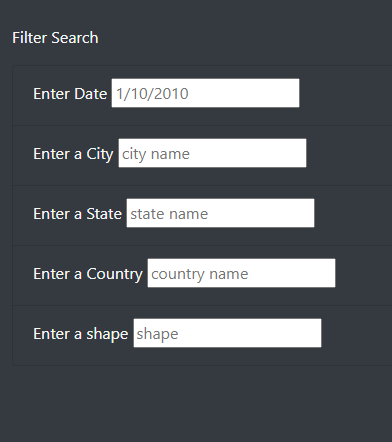 Filter Search
Enter Date 1/10/2010
Enter a City city name
Enter a State state name
Enter a Country country name
Enter a shape shape